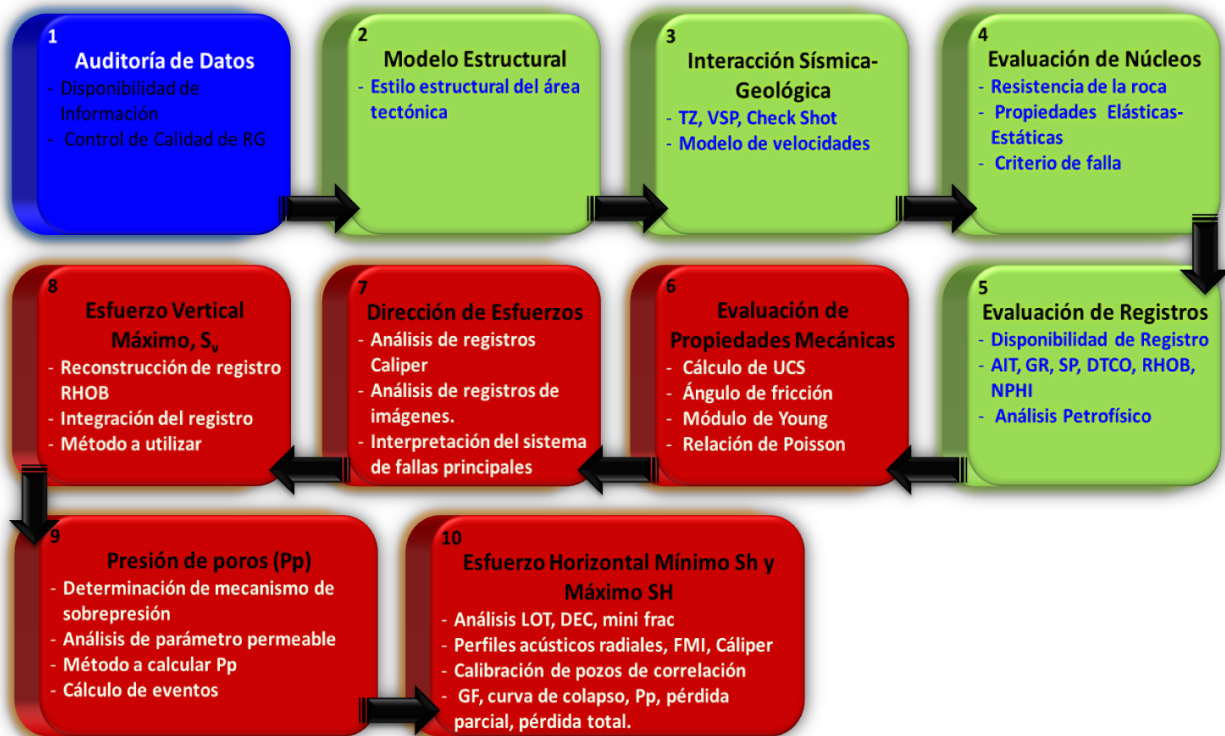 1
Auditoría de Datos
- Disponibilidad de
Información
- Control de Calidad de RG
2
Modelo Estructural
- Estilo estructural del área
tectónica
3
Interacción Sísmica-
Geológica
- TZ, VSP, Check Shot
- Modelo de velocidades
4
Evaluación de Núcleos
- Resistencia de la roca
- Propiedades Elásticas-
Estáticas
- Criterio de falla
5
Evaluación de Registros
- Disponibilidad de Registro
- AIT, GR, SP, DTCO, RHOB,
NPHI
- Análisis Petrofísico
6
Evaluación de
Propiedades Mecánicas
- Cálculo de UCS
- Ángulo de fricción
- Módulo de Young
- Relación de Poisson
7
Dirección de Esfuerzos
- Análisis de registros
Caliper
- Análisis de registros de
imágenes.
- Interpretación del sistema
de fallas principales
8
Esfuerzo Vertical
Máximo, Sv
- Reconstrucción de registro
RHOB
- Integración del registro
- Método a utilizar
9
Presión de poros (Pp)
- Determinación de mecanismo de
sobrepresión
- Análisis de parámetro permeable
- Método a calcular Pp
- Cálculo de eventos
10
Esfuerzo Horizontal Mínimo Sh y
Máximo SH
- Análisis LOT, DEC, mini frac
- Perfiles acústicos radiales, FMI, Cáliper
- Calibración de pozos de correlación
- GF, curva de colapso, Pp, pérdida
parcial, pérdida total.